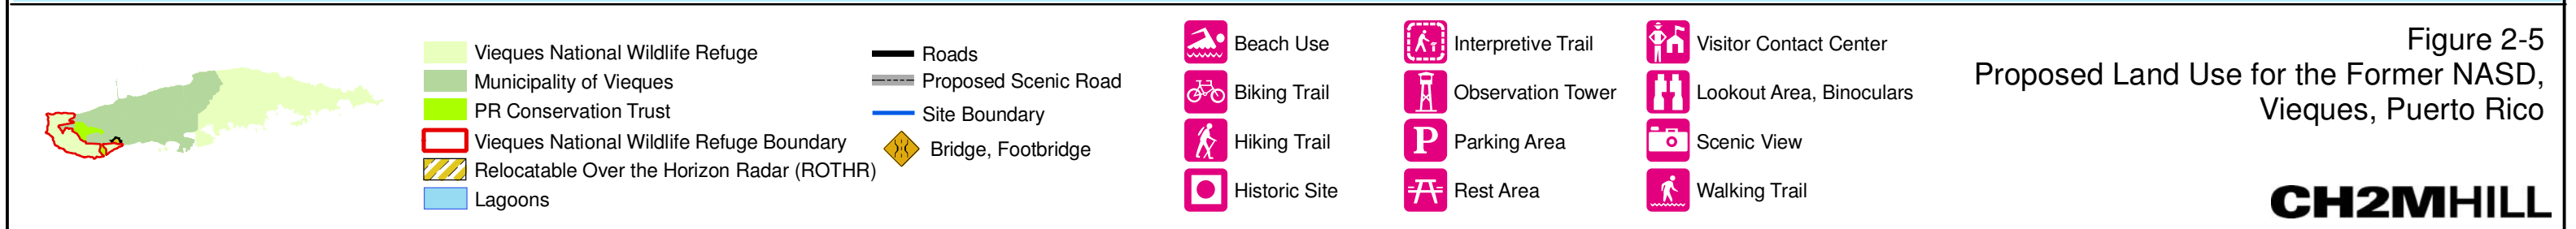 Vieques National Wildlife Refuge
Municipality of Vieques
PR Conservation Trust
Vieques National Wildlife Refuge Boundary
Relocatable Over the Horizon Radar (ROTHR)
Lagoons
Roads
Proposed Scenic Road
Site Boundary
Bridge, Footbridge
Beach Use
Biking Trail
Hiking Trail
Historic Site
Interpretive Trail
Observation Tower
P Parking Area
Rest Area
Visitor Contact Center
Lookout Area, Binoculars
Scenic View
Walking Trail
Figure 2-5
Proposed Land Use for the Former NASD,
Vieques, Puerto Rico
CH2MHILL